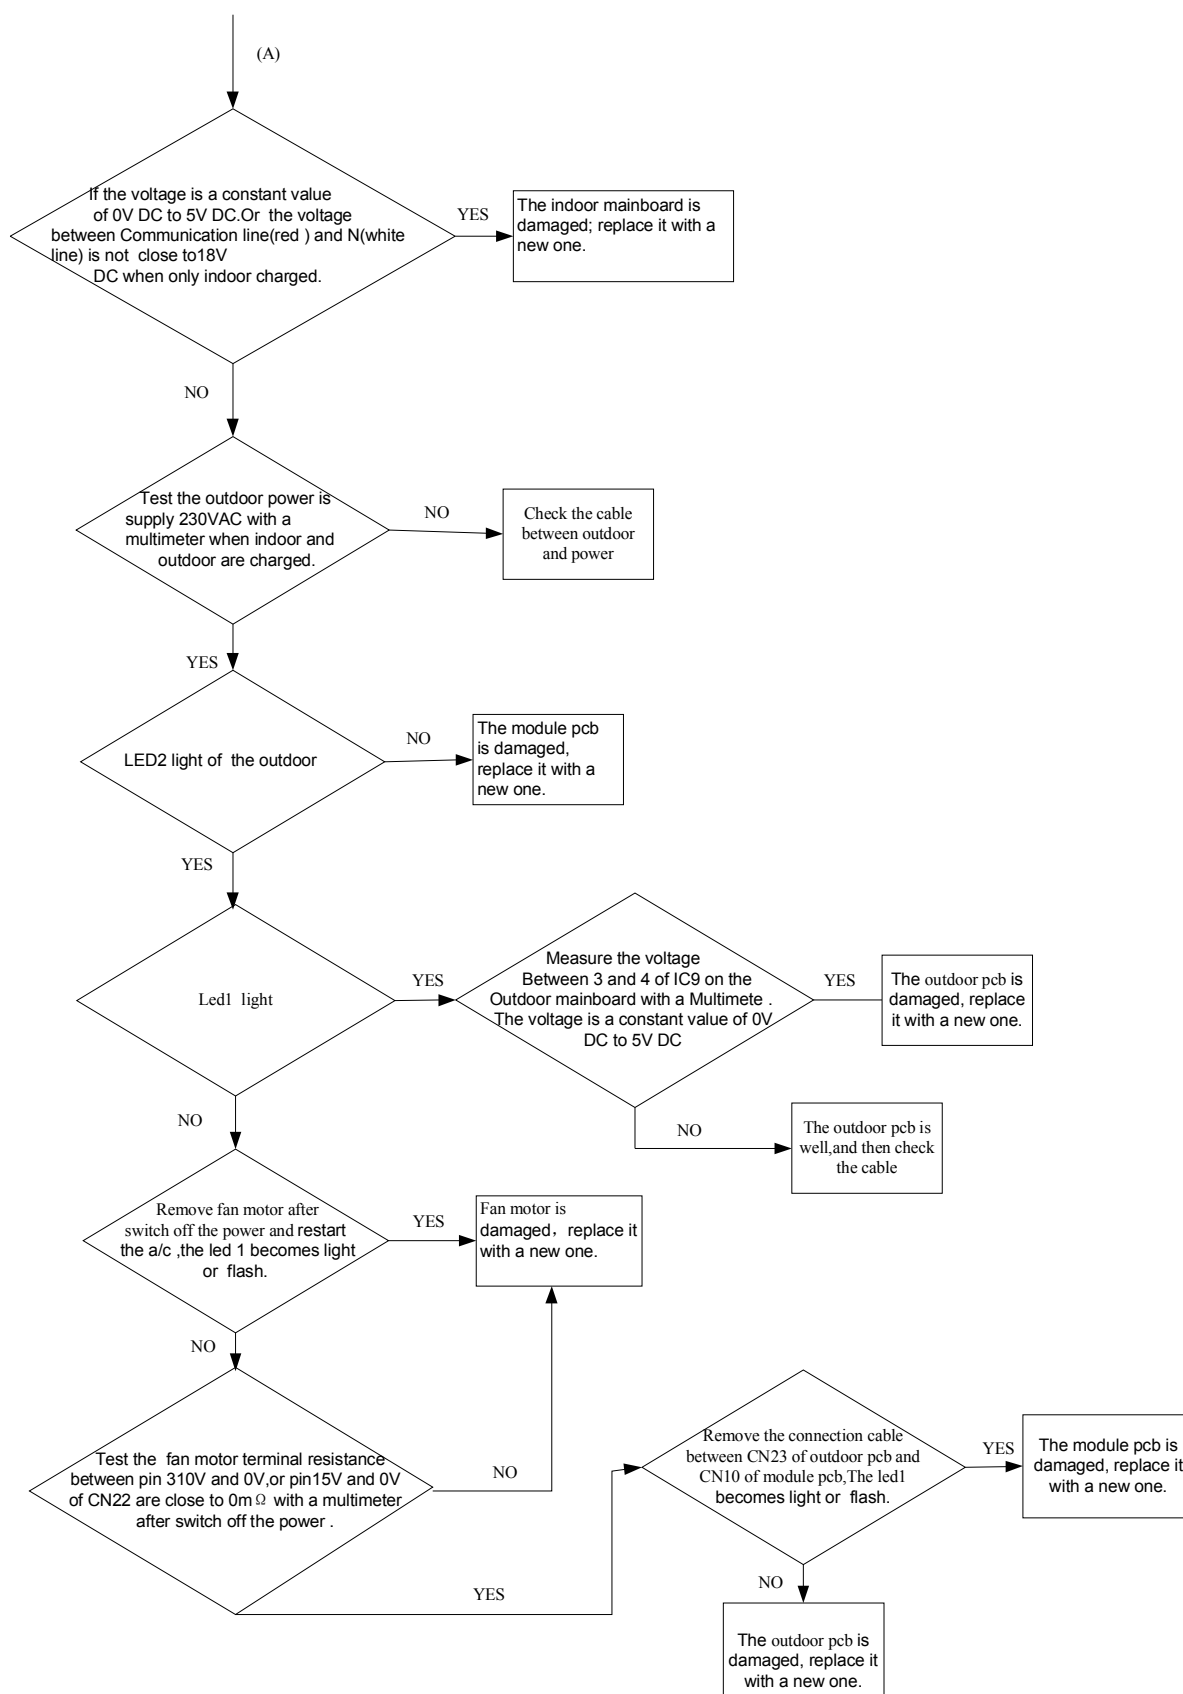 (A)
If the voltage is a constant value
of 0V DC to 5V DC.Or the voltage
between Communication line(red ) and N(white
line) is not close to18V
DC when only indoor charged.
YES
The indoor mainboard is
damaged; replace it with a
new one.
NO
Test the outdoor power is
supply 230VAC with a
multimeter when indoor and
outdoor are charged.
NO
Check the cable
between outdoor
and power
YES
LED2 light of the outdoor
NO
The module pcb
is damaged,
replace it with a
new one.
YES
Led1 light
YES
Measure the voltage
Between 3 and 4 of IC9 on the
Outdoor mainboard with a Multimete .
The voltage is a constant value of 0V
DC to 5V DC
YES
The outdoor pcb is
damaged, replace
it with a new one.
NO
The outdoor pcb is
well,and then check
the cable
NO
Remove fan motor after
switch off the power and restart
the a/c ,the led 1 becomes light
or flash.
YES
Fan motor is
damaged，replace it
with a new one.
NO
Test the fan motor terminal resistance
between pin 310V and 0V,or pin15V and 0V
of CN22 are close to 0mΩ with a multimeter
after switch off the power .
NO
YES
Remove the connection cable
between CN23 of outdoor pcb and
CN10 of module pcb,The led1
becomes light or flash.
YES
The module pcb is
damaged, replace it
with a new one.
NO
The outdoor pcb is
damaged, replace it
with a new one.